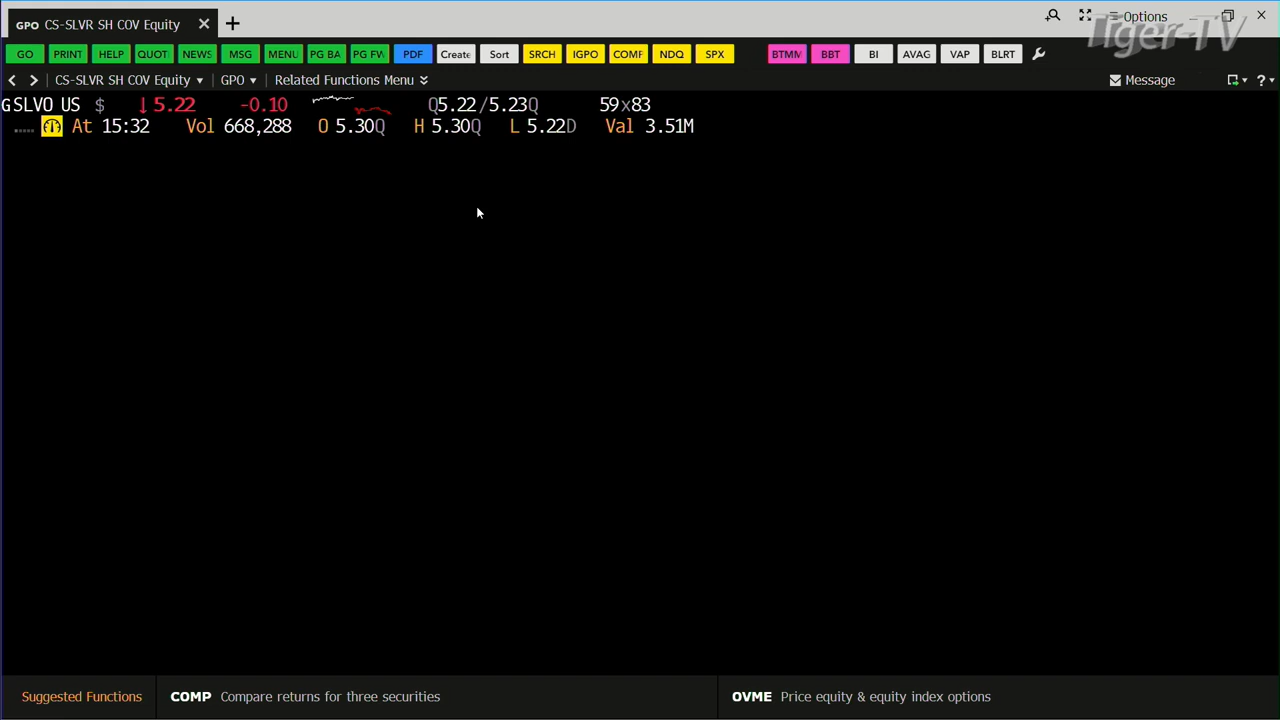 GPO CS-SLVR SH COV Equity
Options
Tiger-TV
GO PRINT HELP QUOT NEWS MSG MENU PG BA PG FW PDF Create Sort SRCH IGPO COMP NDQ SPX BTMM BBT BI AVAG VAP BLRT
CS-SLVR SH COV Equity GPO Related Functions Menu Message ?
G SLVO US $ ↓5.22 -0.10 Q5.22/5.23Q 59x83
At 15:32 Vol 668,288 O 5.30Q H 5.30Q L 5.22D Val 3.51M
Suggested Functions COMP Compare returns for three securities OVME Price equity & equity index options